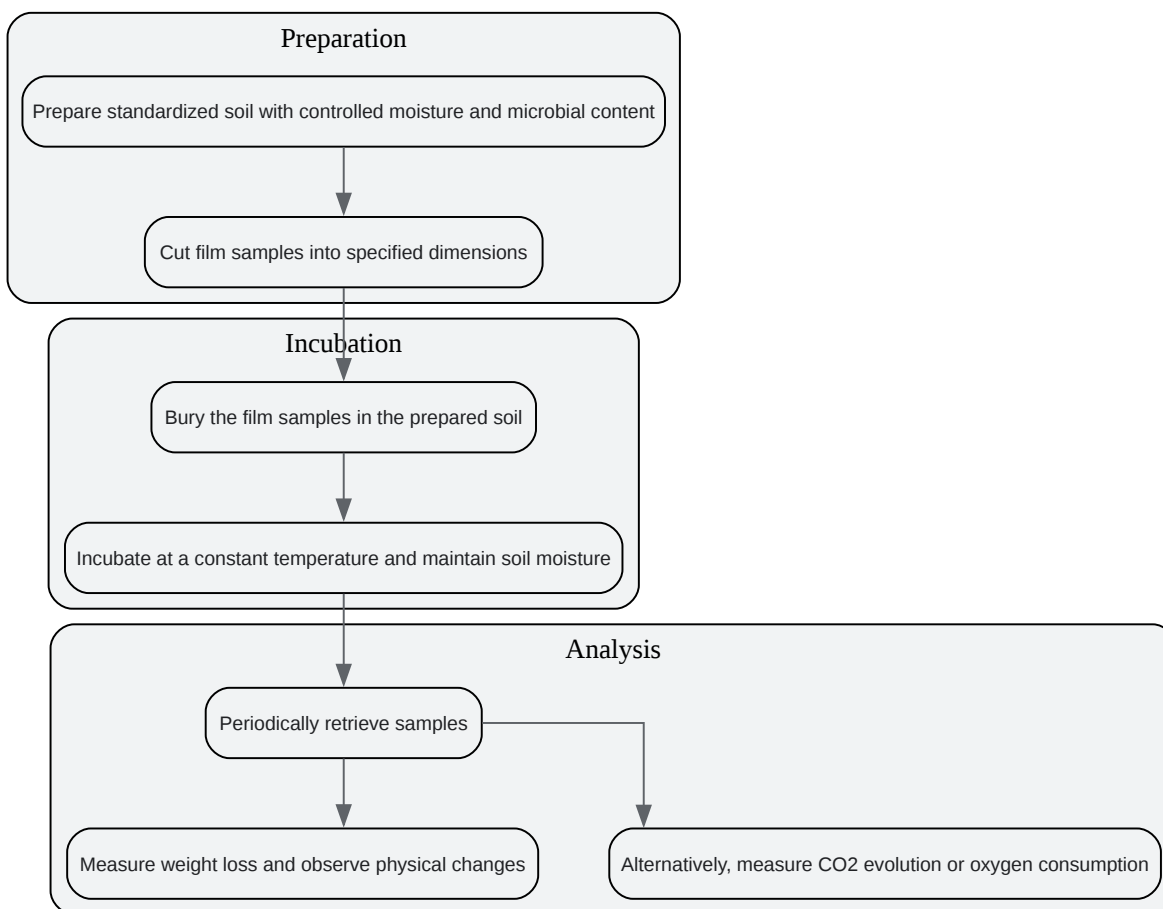 Preparation
Prepare standardized soil with controlled moisture and microbial content
Cut film samples into specified dimensions
Incubation
Bury the film samples in the prepared soil
Incubate at a constant temperature and maintain soil moisture
Analysis
Periodically retrieve samples
Measure weight loss and observe physical changes
Alternatively, measure CO2 evolution or oxygen consumption